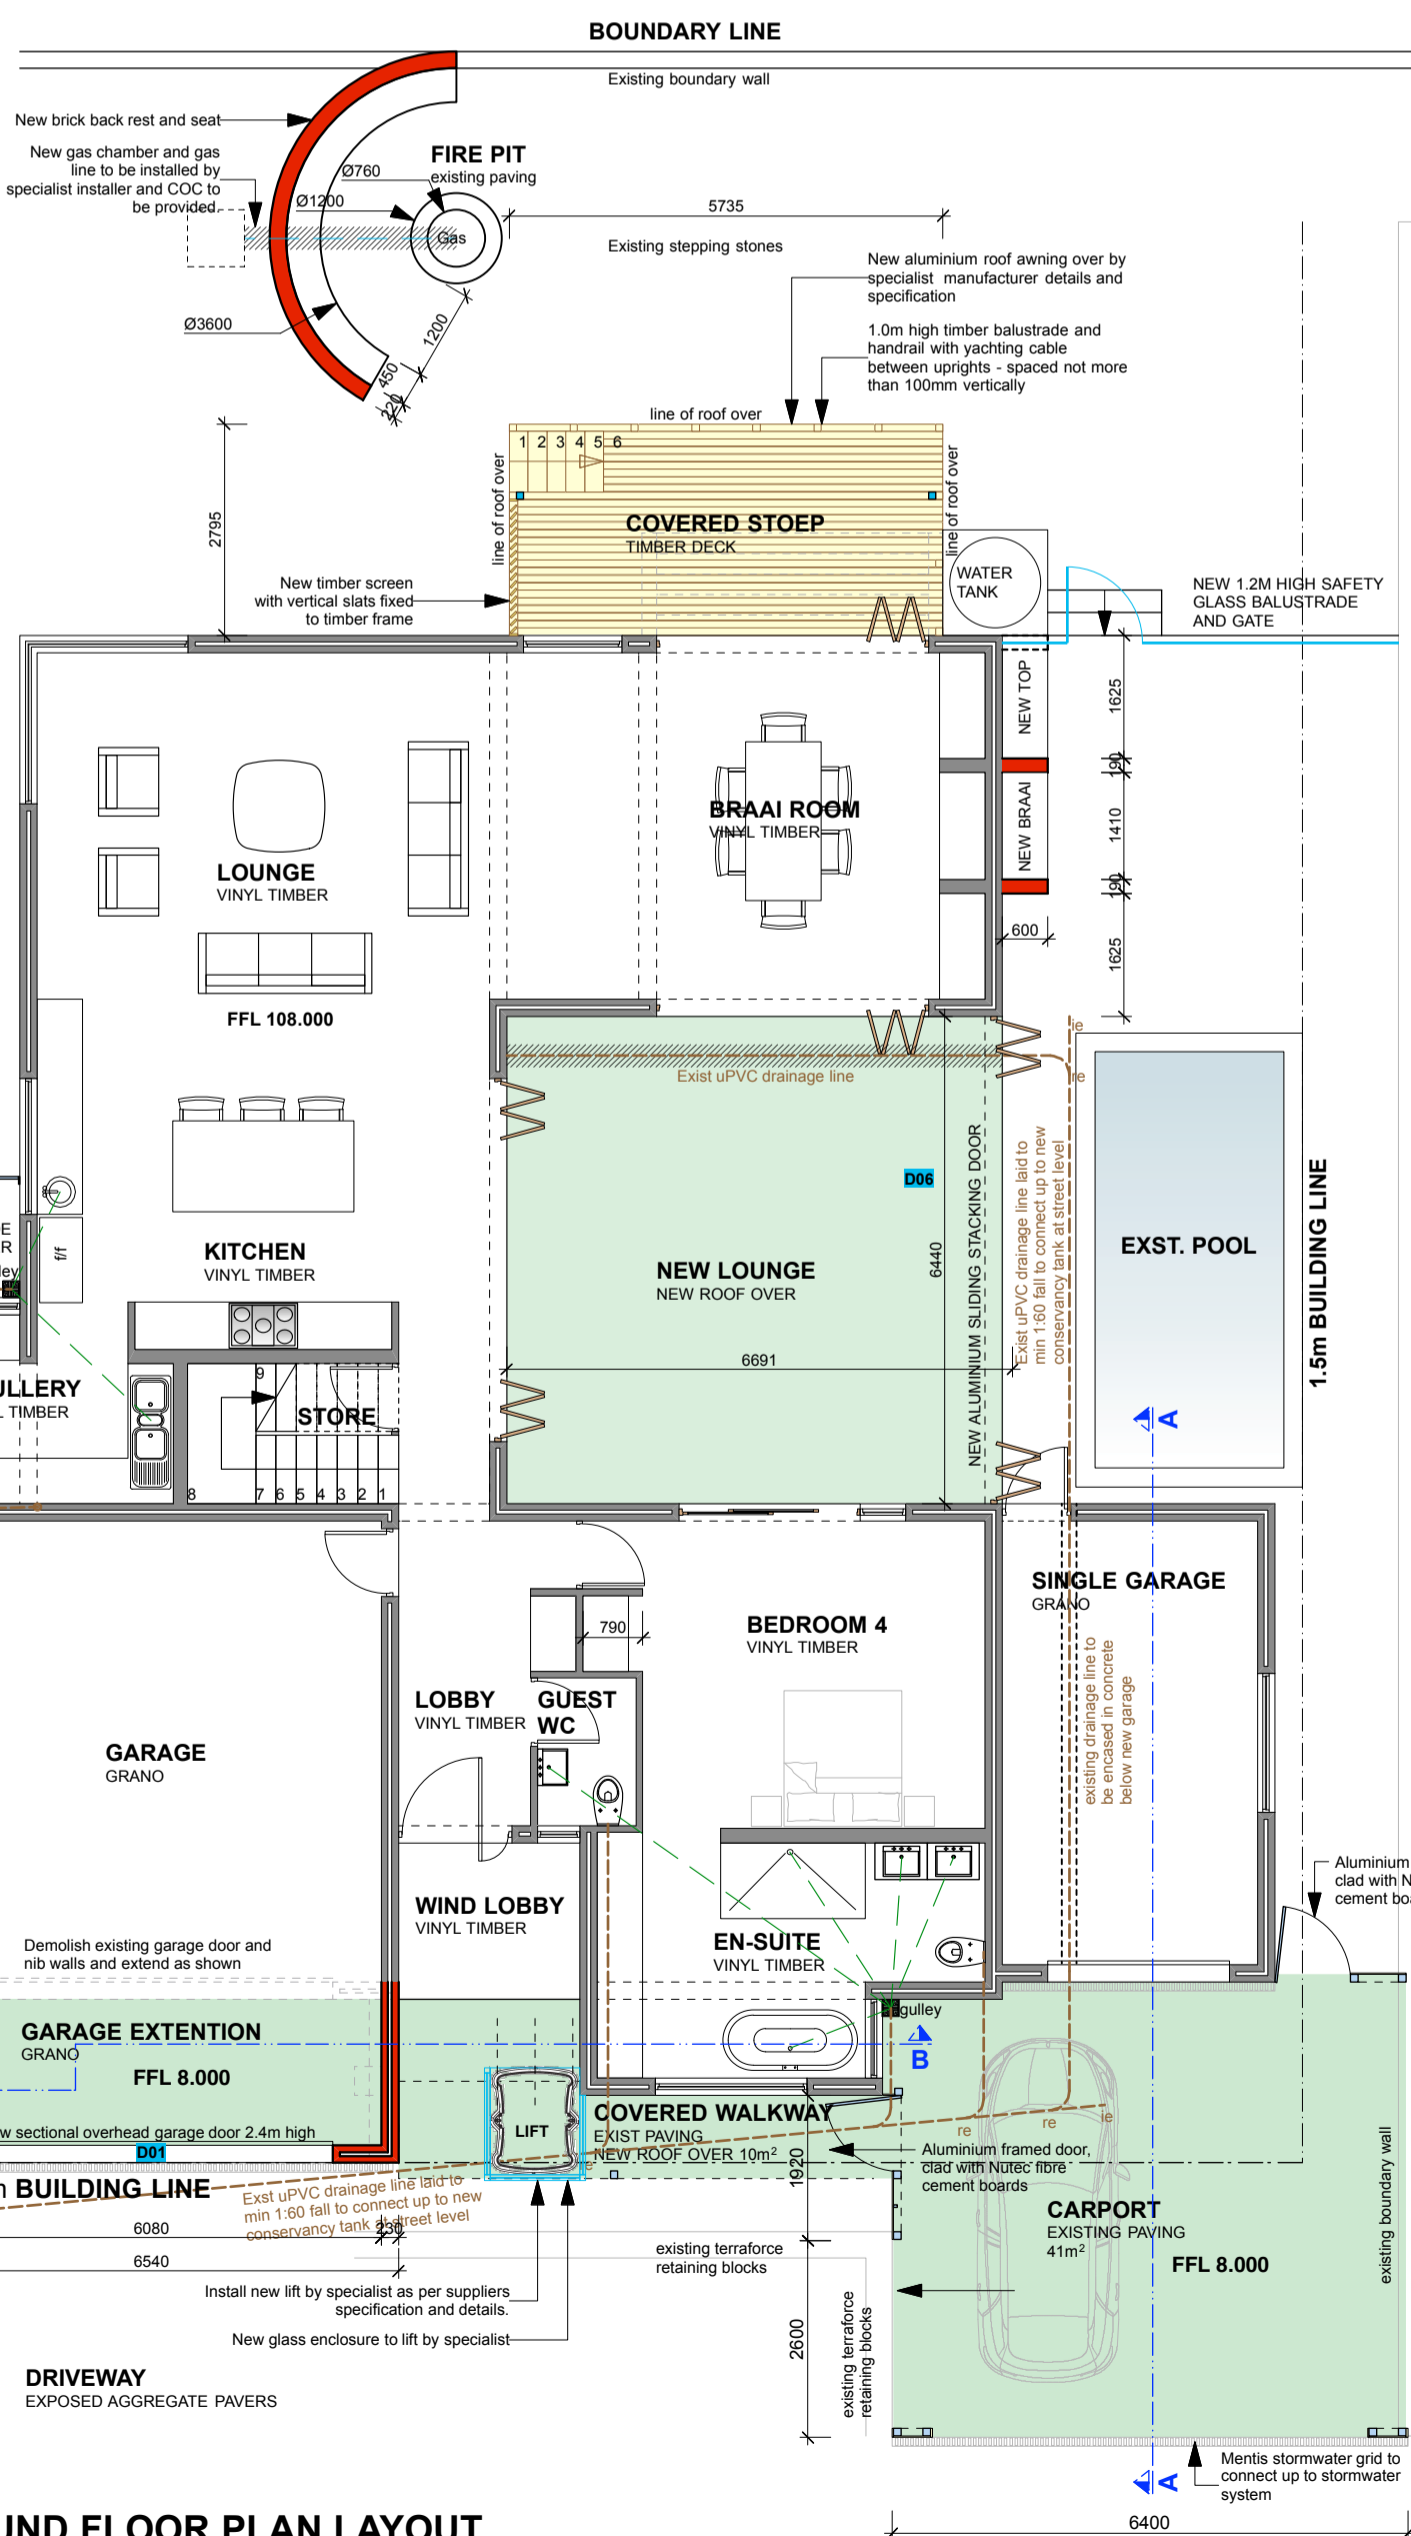 BOUNDARY LINE
Existing boundary wall
New brick back rest and seat
New gas chamber and gas
line to be installed by
specialist installer and COC to
be provided.
FIRE PIT
existing paving
Ø760
Ø1200
Gas
Ø3600
1200
450
220
5735
Existing stepping stones
New aluminium roof awning over by
specialist manufacturer details and
specification
1.0m high timber balustrade and
handrail with yachting cable
between uprights - spaced not more
than 100mm vertically
line of roof over
1 2 3 4 5 6
line of roof over
line of roof over
2795
COVERED STOEP
TIMBER DECK
New timber screen
with vertical slats fixed
to timber frame
WATER
TANK
NEW 1.2M HIGH SAFETY
GLASS BALUSTRADE
AND GATE
NEW TOP
1625
190
NEW BRAAI
1410
190
600
1625
BRAAI ROOM
VINYL TIMBER
LOUNGE
VINYL TIMBER
FFL 108.000
ie
re
Exist uPVC drainage line
D06
NEW ALUMINIUM SLIDING STACKING DOOR
Exist uPVC drainage line laid to
min 1:60 fall to connect up to new
conservancy tank at street level
EXST. POOL
1.5m BUILDING LINE
f/f
KITCHEN
VINYL TIMBER
NEW LOUNGE
NEW ROOF OVER
6440
6691
E
R
ley
ULLERY
L TIMBER
9
STORE
8 7 6 5 4 3 2 1
A
SINGLE GARAGE
GRANO
existing drainage line to
be encased in concrete
below new garage
790
BEDROOM 4
VINYL TIMBER
LOBBY
VINYL TIMBER
GUEST
WC
GARAGE
GRANO
Aluminium
clad with N
cement boa
WIND LOBBY
VINYL TIMBER
EN-SUITE
VINYL TIMBER
Demolish existing garage door and
nib walls and extend as shown
gulley
GARAGE EXTENTION
GRANO
FFL 8.000
B
w sectional overhead garage door 2.4m high
D01
LIFT
COVERED WALKWAY
EXIST PAVING
NEW ROOF OVER 10m²
e
re
re
ie
1920
Aluminium framed door,
clad with Nutec fibre
cement boards
BUILDING LINE
Exst uPVC drainage line laid to
min 1:60 fall to connect up to new
conservancy tank at street level
6080
230
6540
existing terraforce
retaining blocks
CARPORT
EXISTING PAVING
41m²
FFL 8.000
existing boundary wall
Install new lift by specialist as per suppliers
specification and details.
New glass enclosure to lift by specialist
2600
existing terraforce
retaining blocks
DRIVEWAY
EXPOSED AGGREGATE PAVERS
A
Mentis stormwater grid to
connect up to stormwater
system
6400
UND FLOOR PLAN LAYOUT